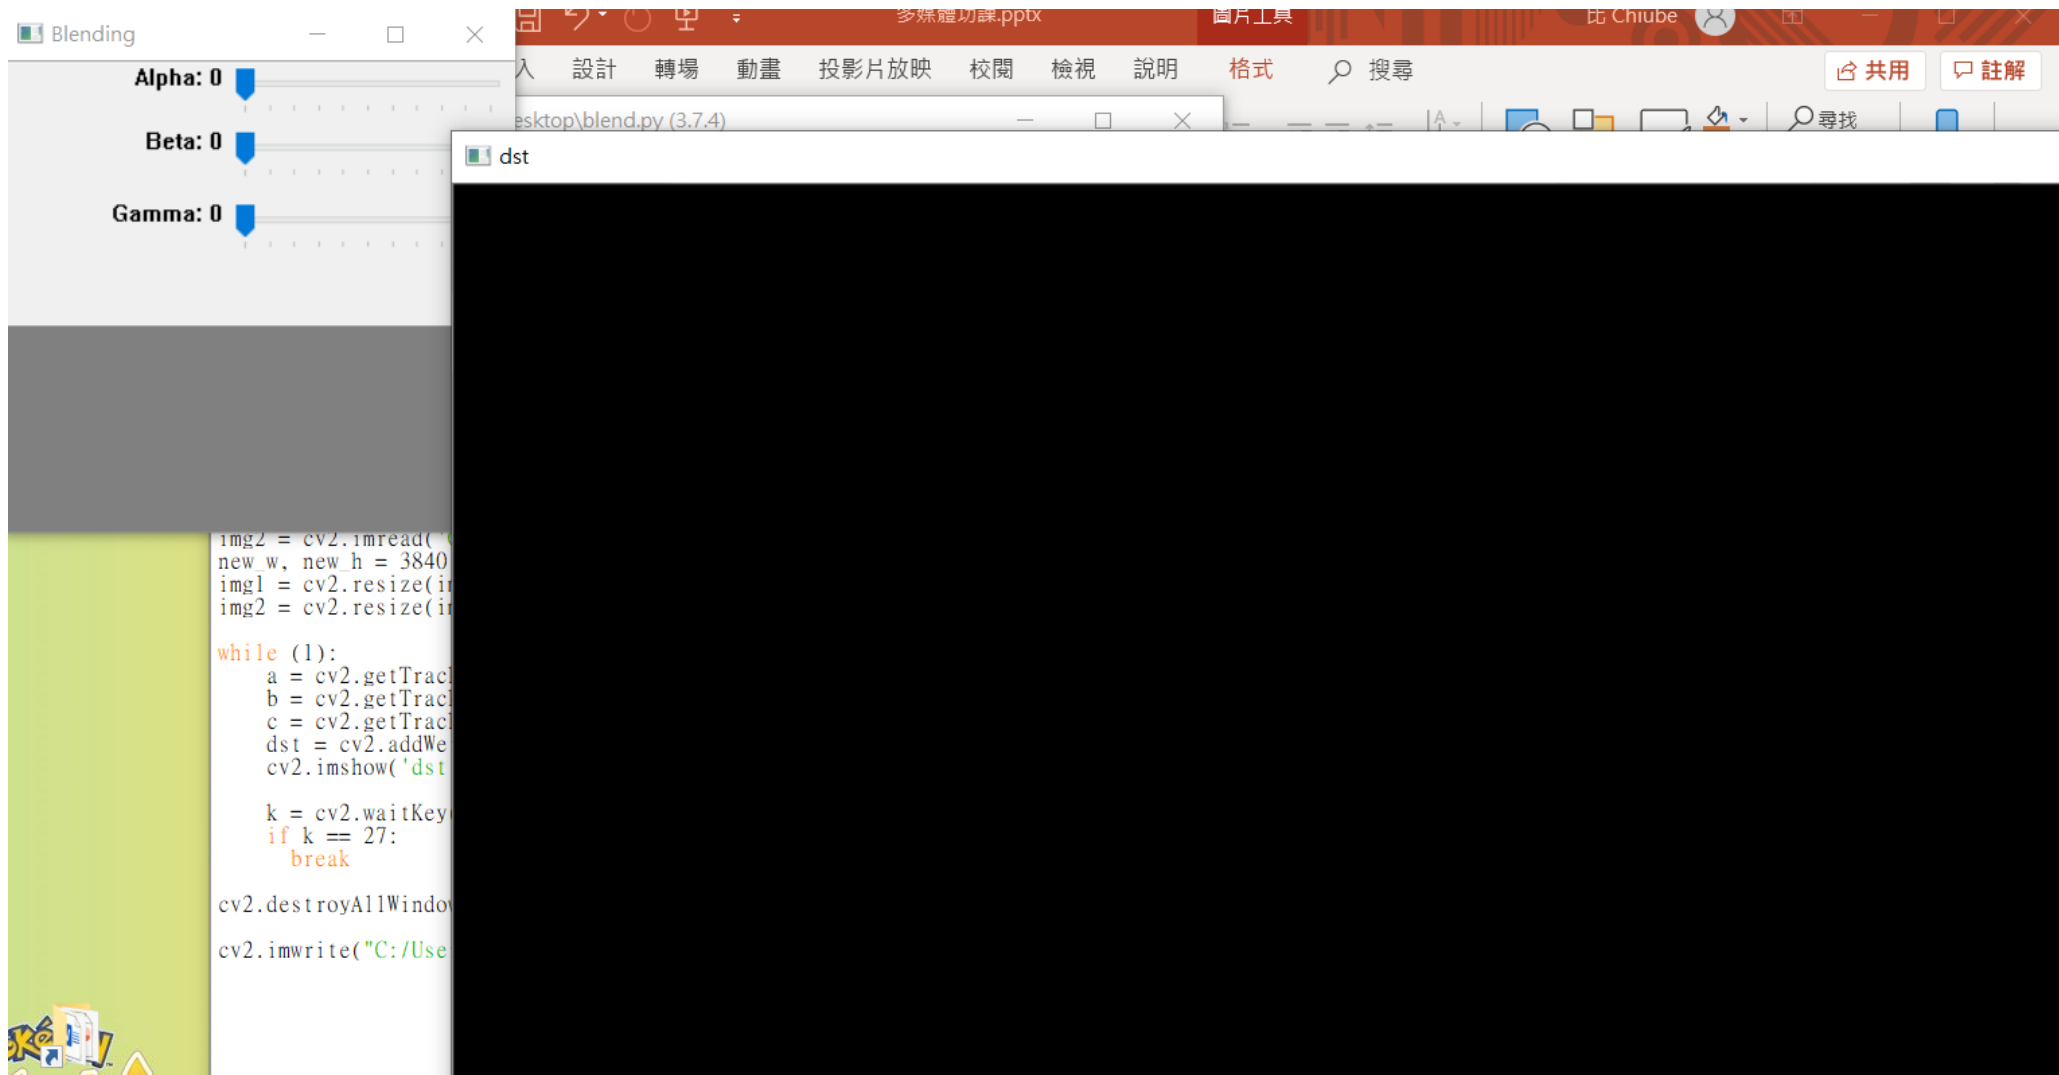 Blending
多媒體功課.pptx
圖片工具
比 Chiube
入 設計 轉場 動畫 投影片放映 校閱 檢視 說明 格式 搜尋
共用 註解
esktop\blend.py (3.7.4)
尋找
Alpha: 0
Beta: 0
Gamma: 0
dst
img2 = cv2.imread('
new_w, new_h = 3840
img1 = cv2.resize(i
img2 = cv2.resize(i
while (1):
a = cv2.getTrac
b = cv2.getTrac
c = cv2.getTrac
dst = cv2.addWe
cv2.imshow('dst
k = cv2.waitKey
if k == 27:
break
cv2.destroyAllWindow
cv2.imwrite("C:/Use